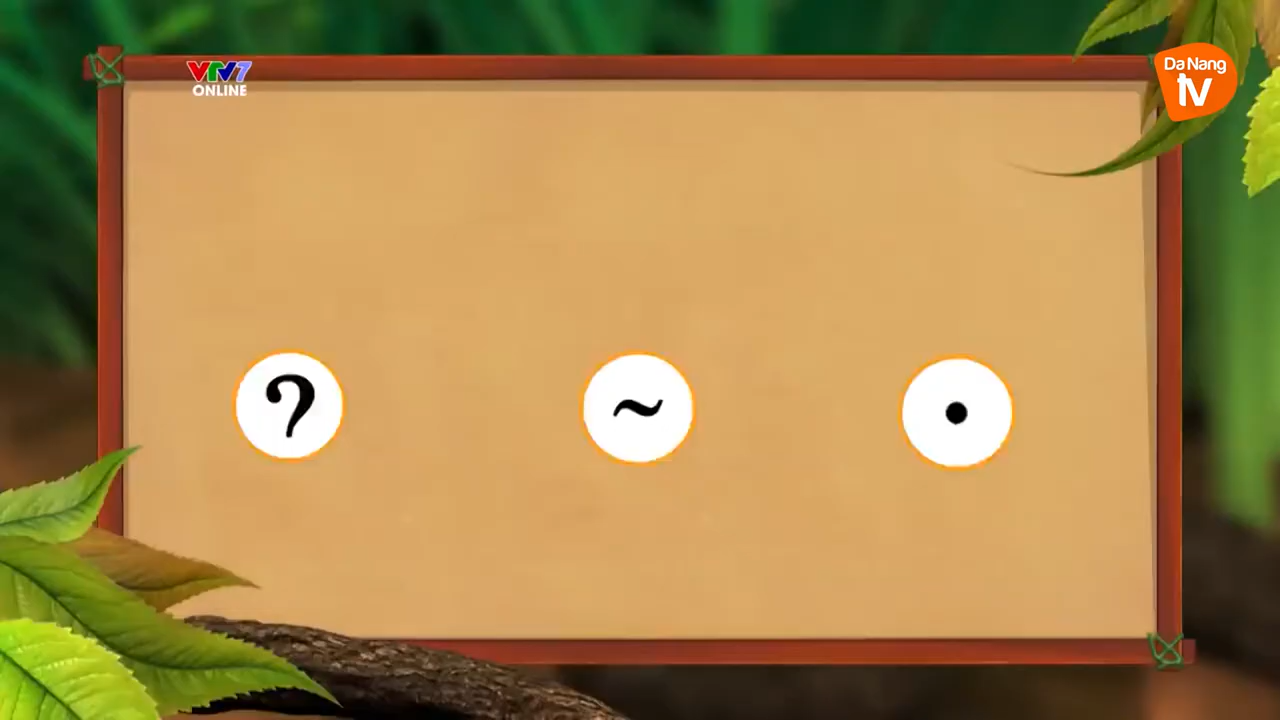 VTV7
ONLINE
Da Nang
tv
? ~ •